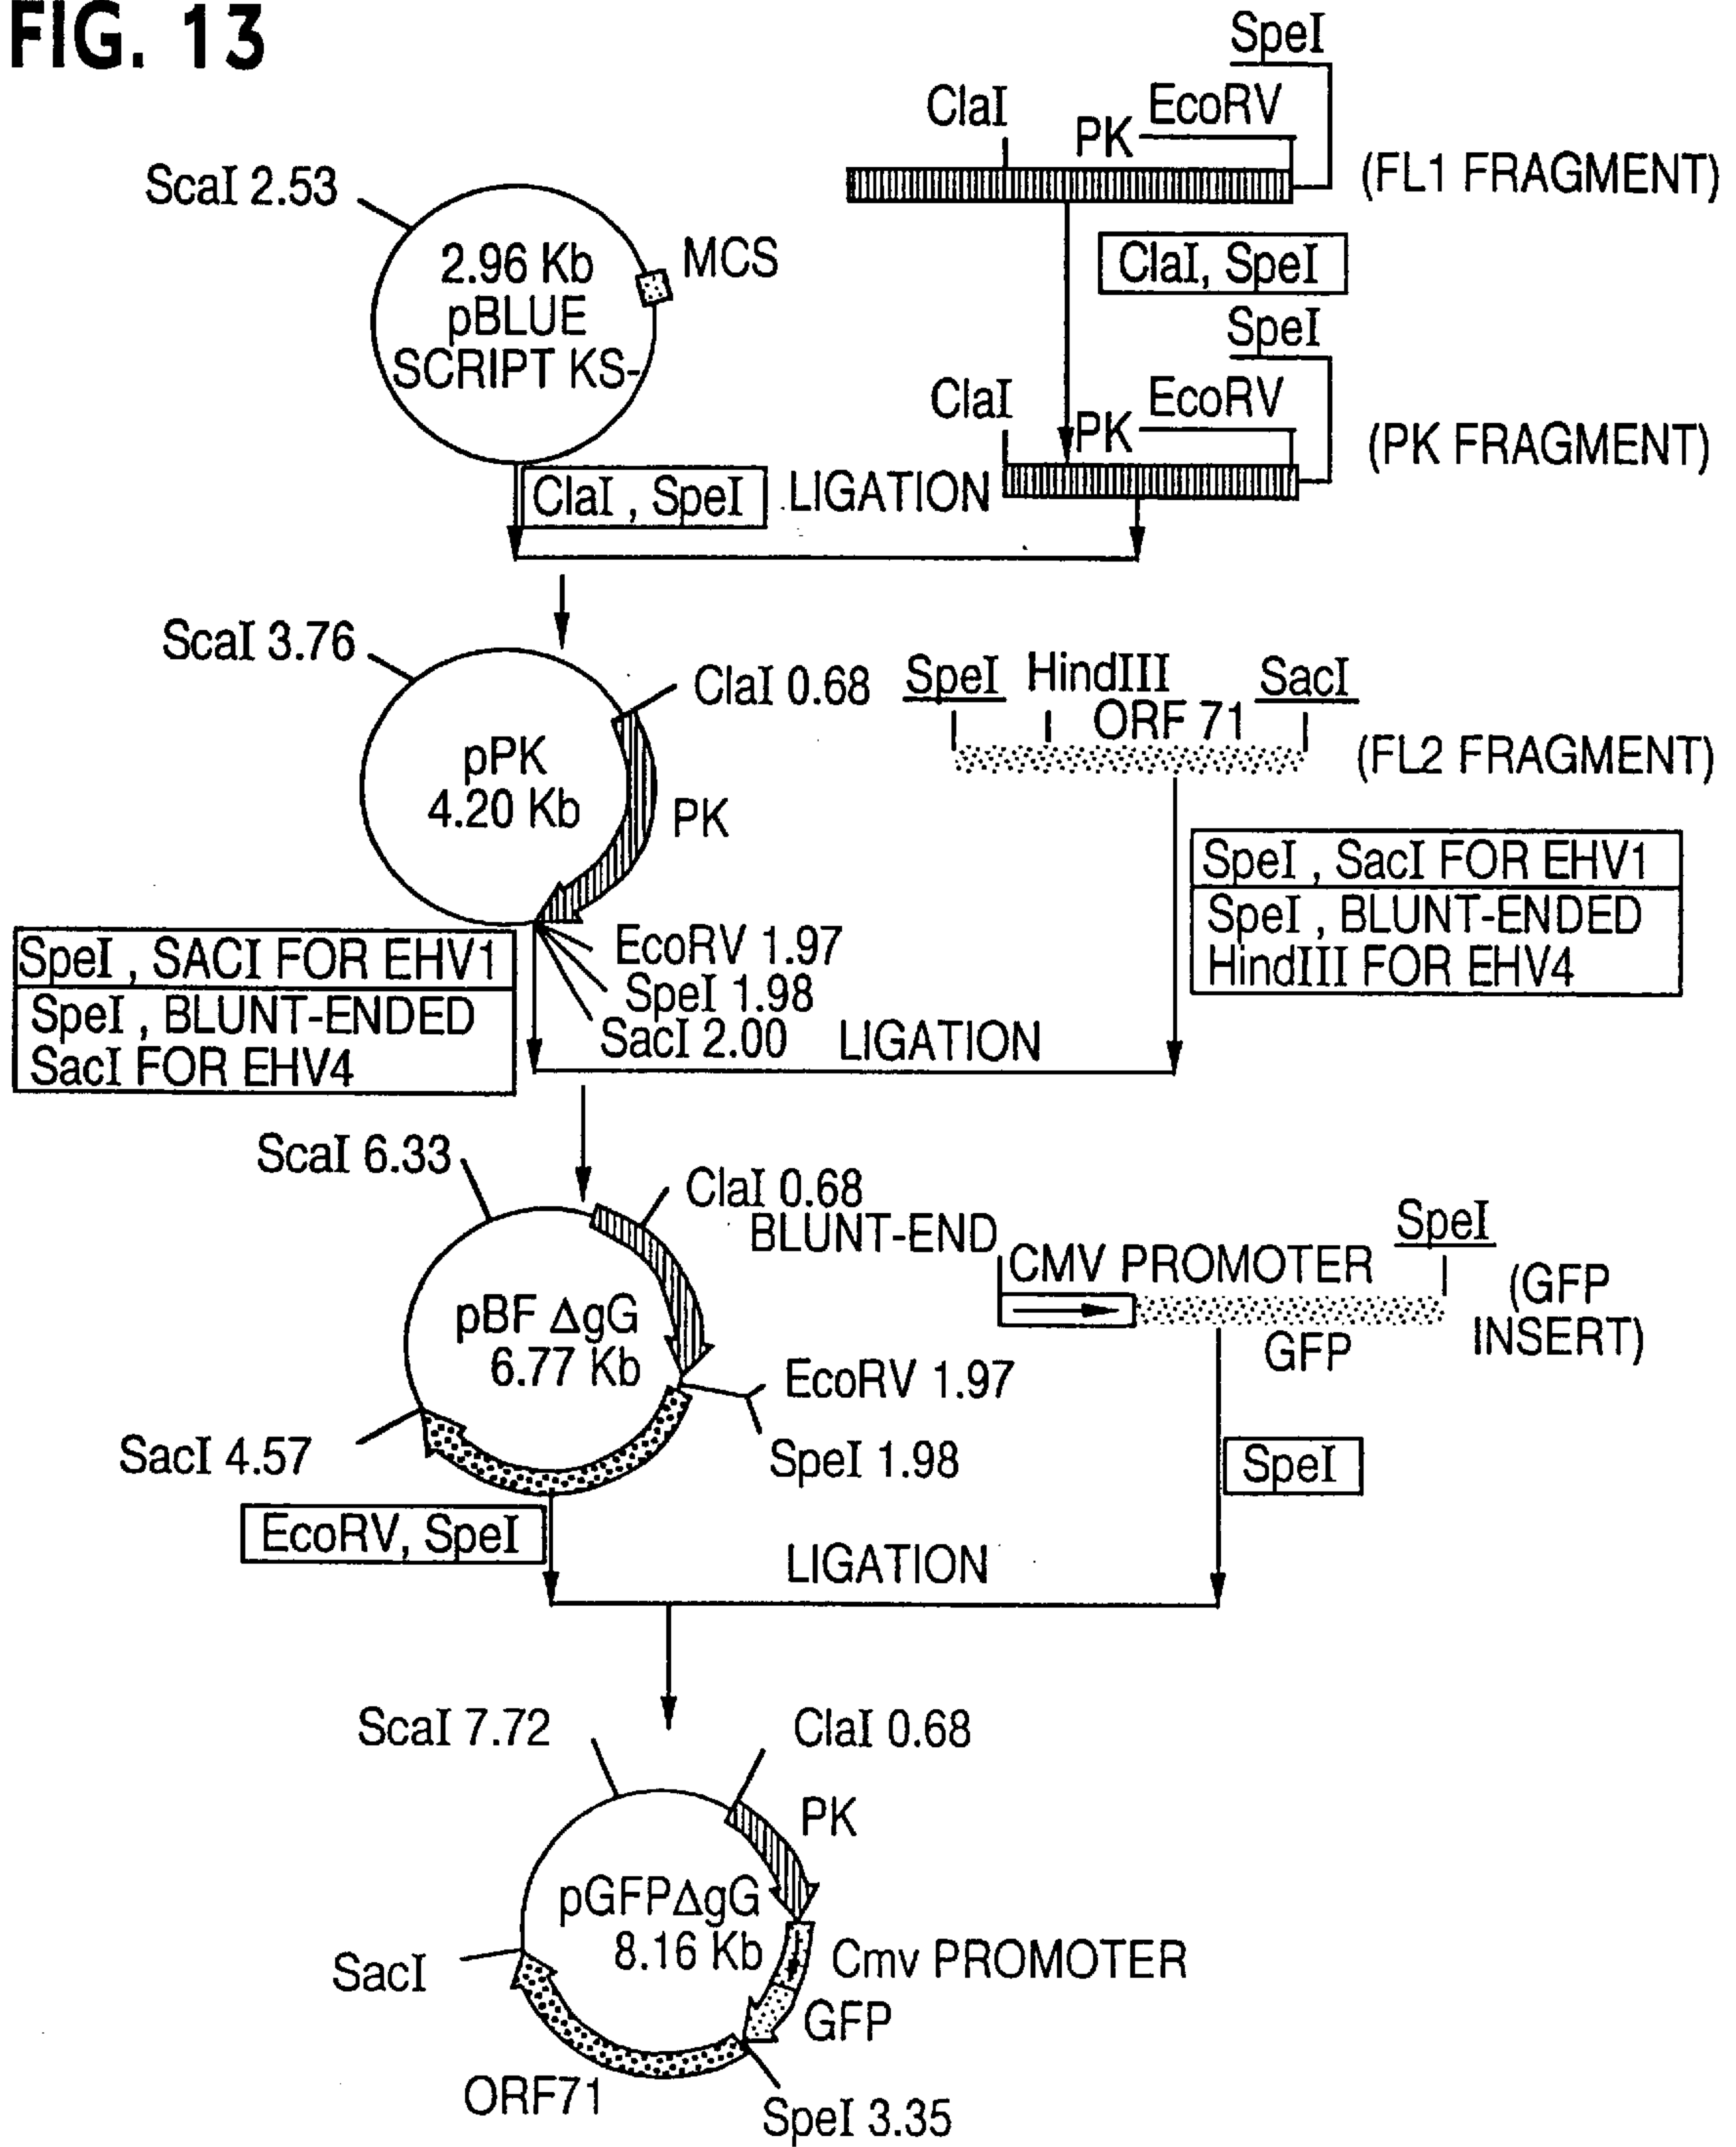 FIG. 13
SpeI
ClaI
PK
EcoRV
(FL1 FRAGMENT)
ScaI 2.53
2.96 Kb
pBLUE
SCRIPT KS-
MCS
ClaI, SpeI
SpeI
ClaI
PK
EcoRV
(PK FRAGMENT)
ClaI , SpeI
LIGATION
ScaI 3.76
ClaI 0.68
pPK
4.20 Kb
PK
SpeI
HindIII
SacI
ORF 71
(FL2 FRAGMENT)
SpeI , SacI FOR EHV1
SpeI , BLUNT-ENDED
HindIII FOR EHV4
EcoRV 1.97
SpeI 1.98
SacI 2.00
SpeI , SACI FOR EHV1
SpeI , BLUNT-ENDED
SacI FOR EHV4
LIGATION
ScaI 6.33
ClaI 0.68
pBF ΔgG
6.77 Kb
BLUNT-END
CMV PROMOTER
SpeI
GFP
(GFP
INSERT)
EcoRV 1.97
SpeI 1.98
SacI 4.57
EcoRV, SpeI
SpeI
LIGATION
ScaI 7.72
ClaI 0.68
PK
pGFPΔgG
8.16 Kb
Cmv PROMOTER
SacI
GFP
ORF71
SpeI 3.35